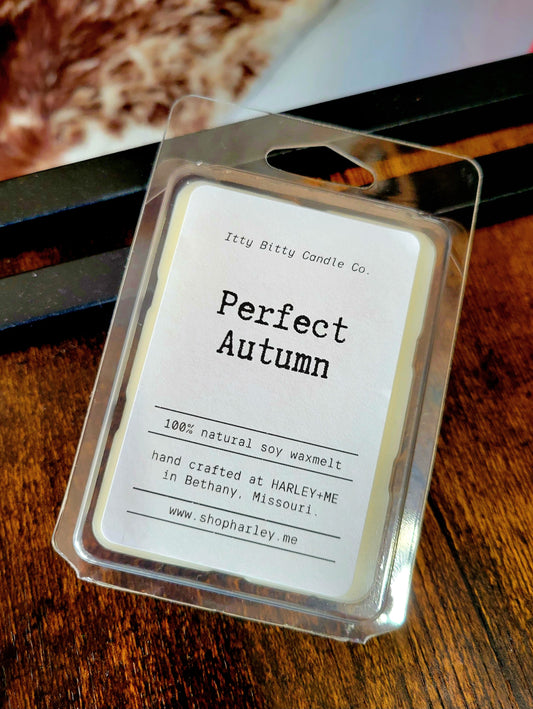 Itty Bitty Candle Co.
Perfect
Autumn
100% natural soy waxmelt
hand crafted at HARLEY+ME
in Bethany, Missouri.
www.shopharley.me